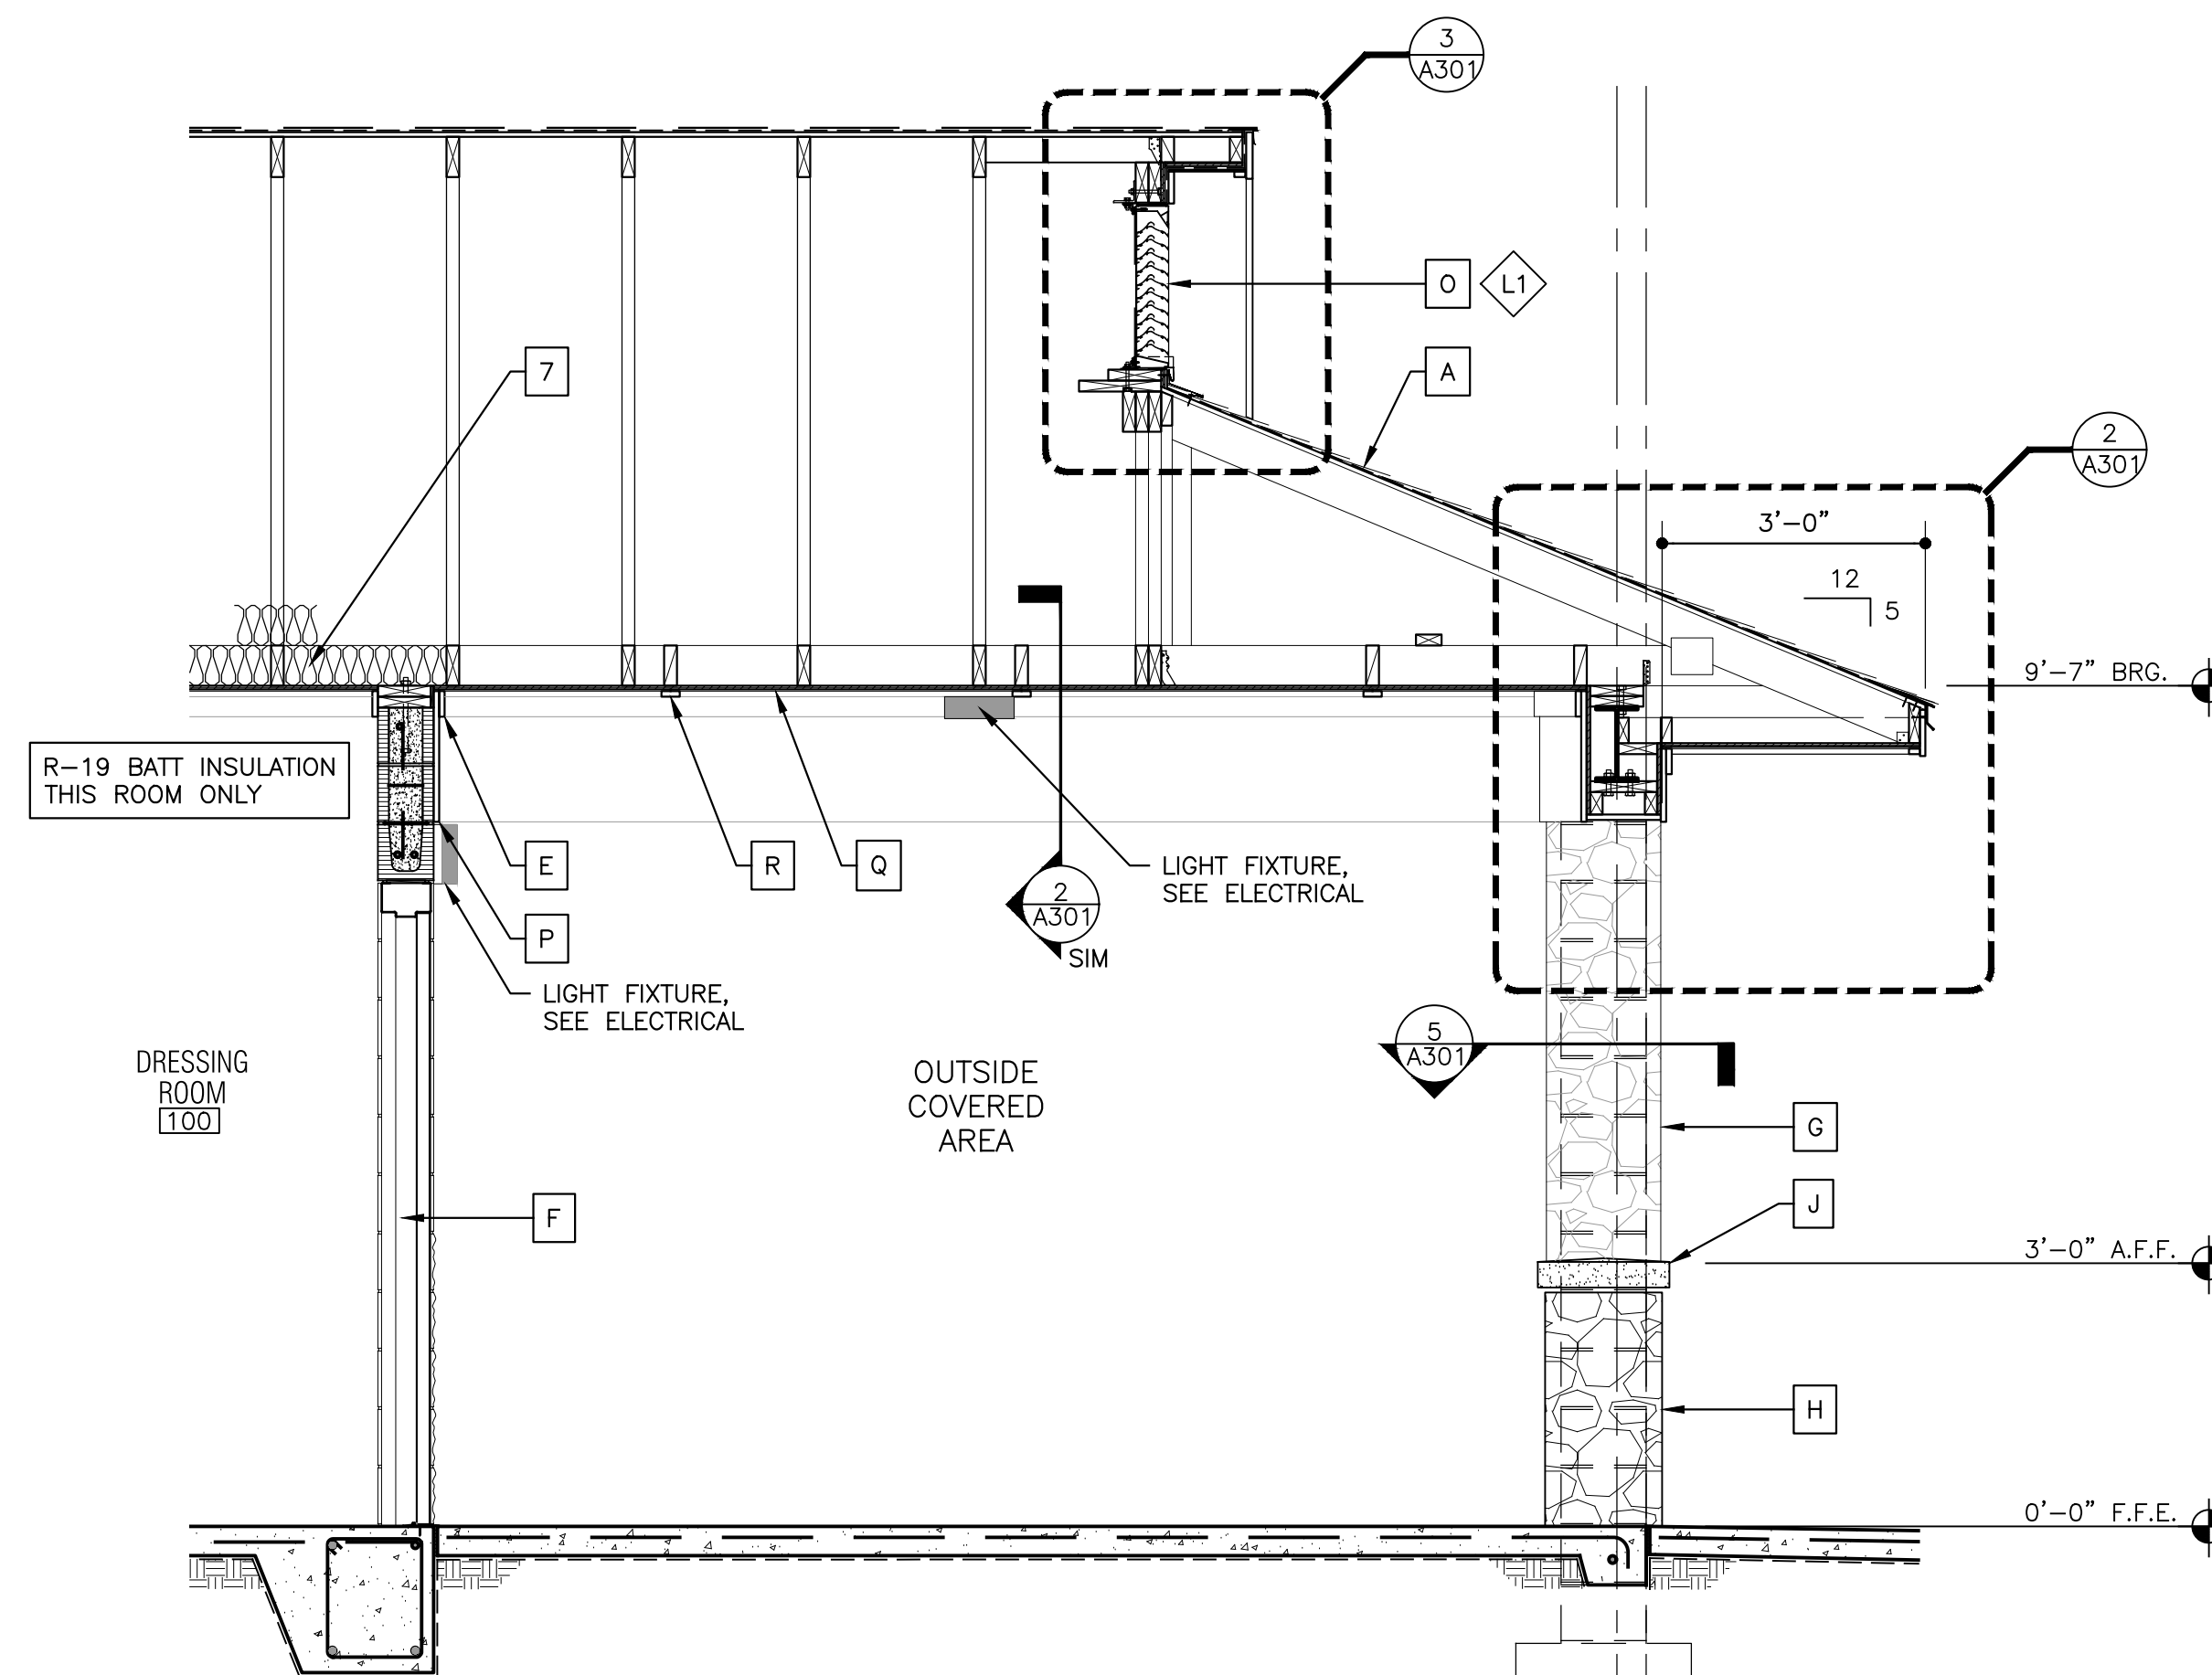 3
A301
O
L1
7
A
2
A301
3'-0"
12
5
9'-7" BRG.
R-19 BATT INSULATION
THIS ROOM ONLY
E
R
Q
LIGHT FIXTURE,
SEE ELECTRICAL
2
A301
SIM
P
LIGHT FIXTURE,
SEE ELECTRICAL
DRESSING
ROOM
100
OUTSIDE
COVERED
AREA
5
A301
G
J
F
3'-0" A.F.F.
H
0'-0" F.F.E.